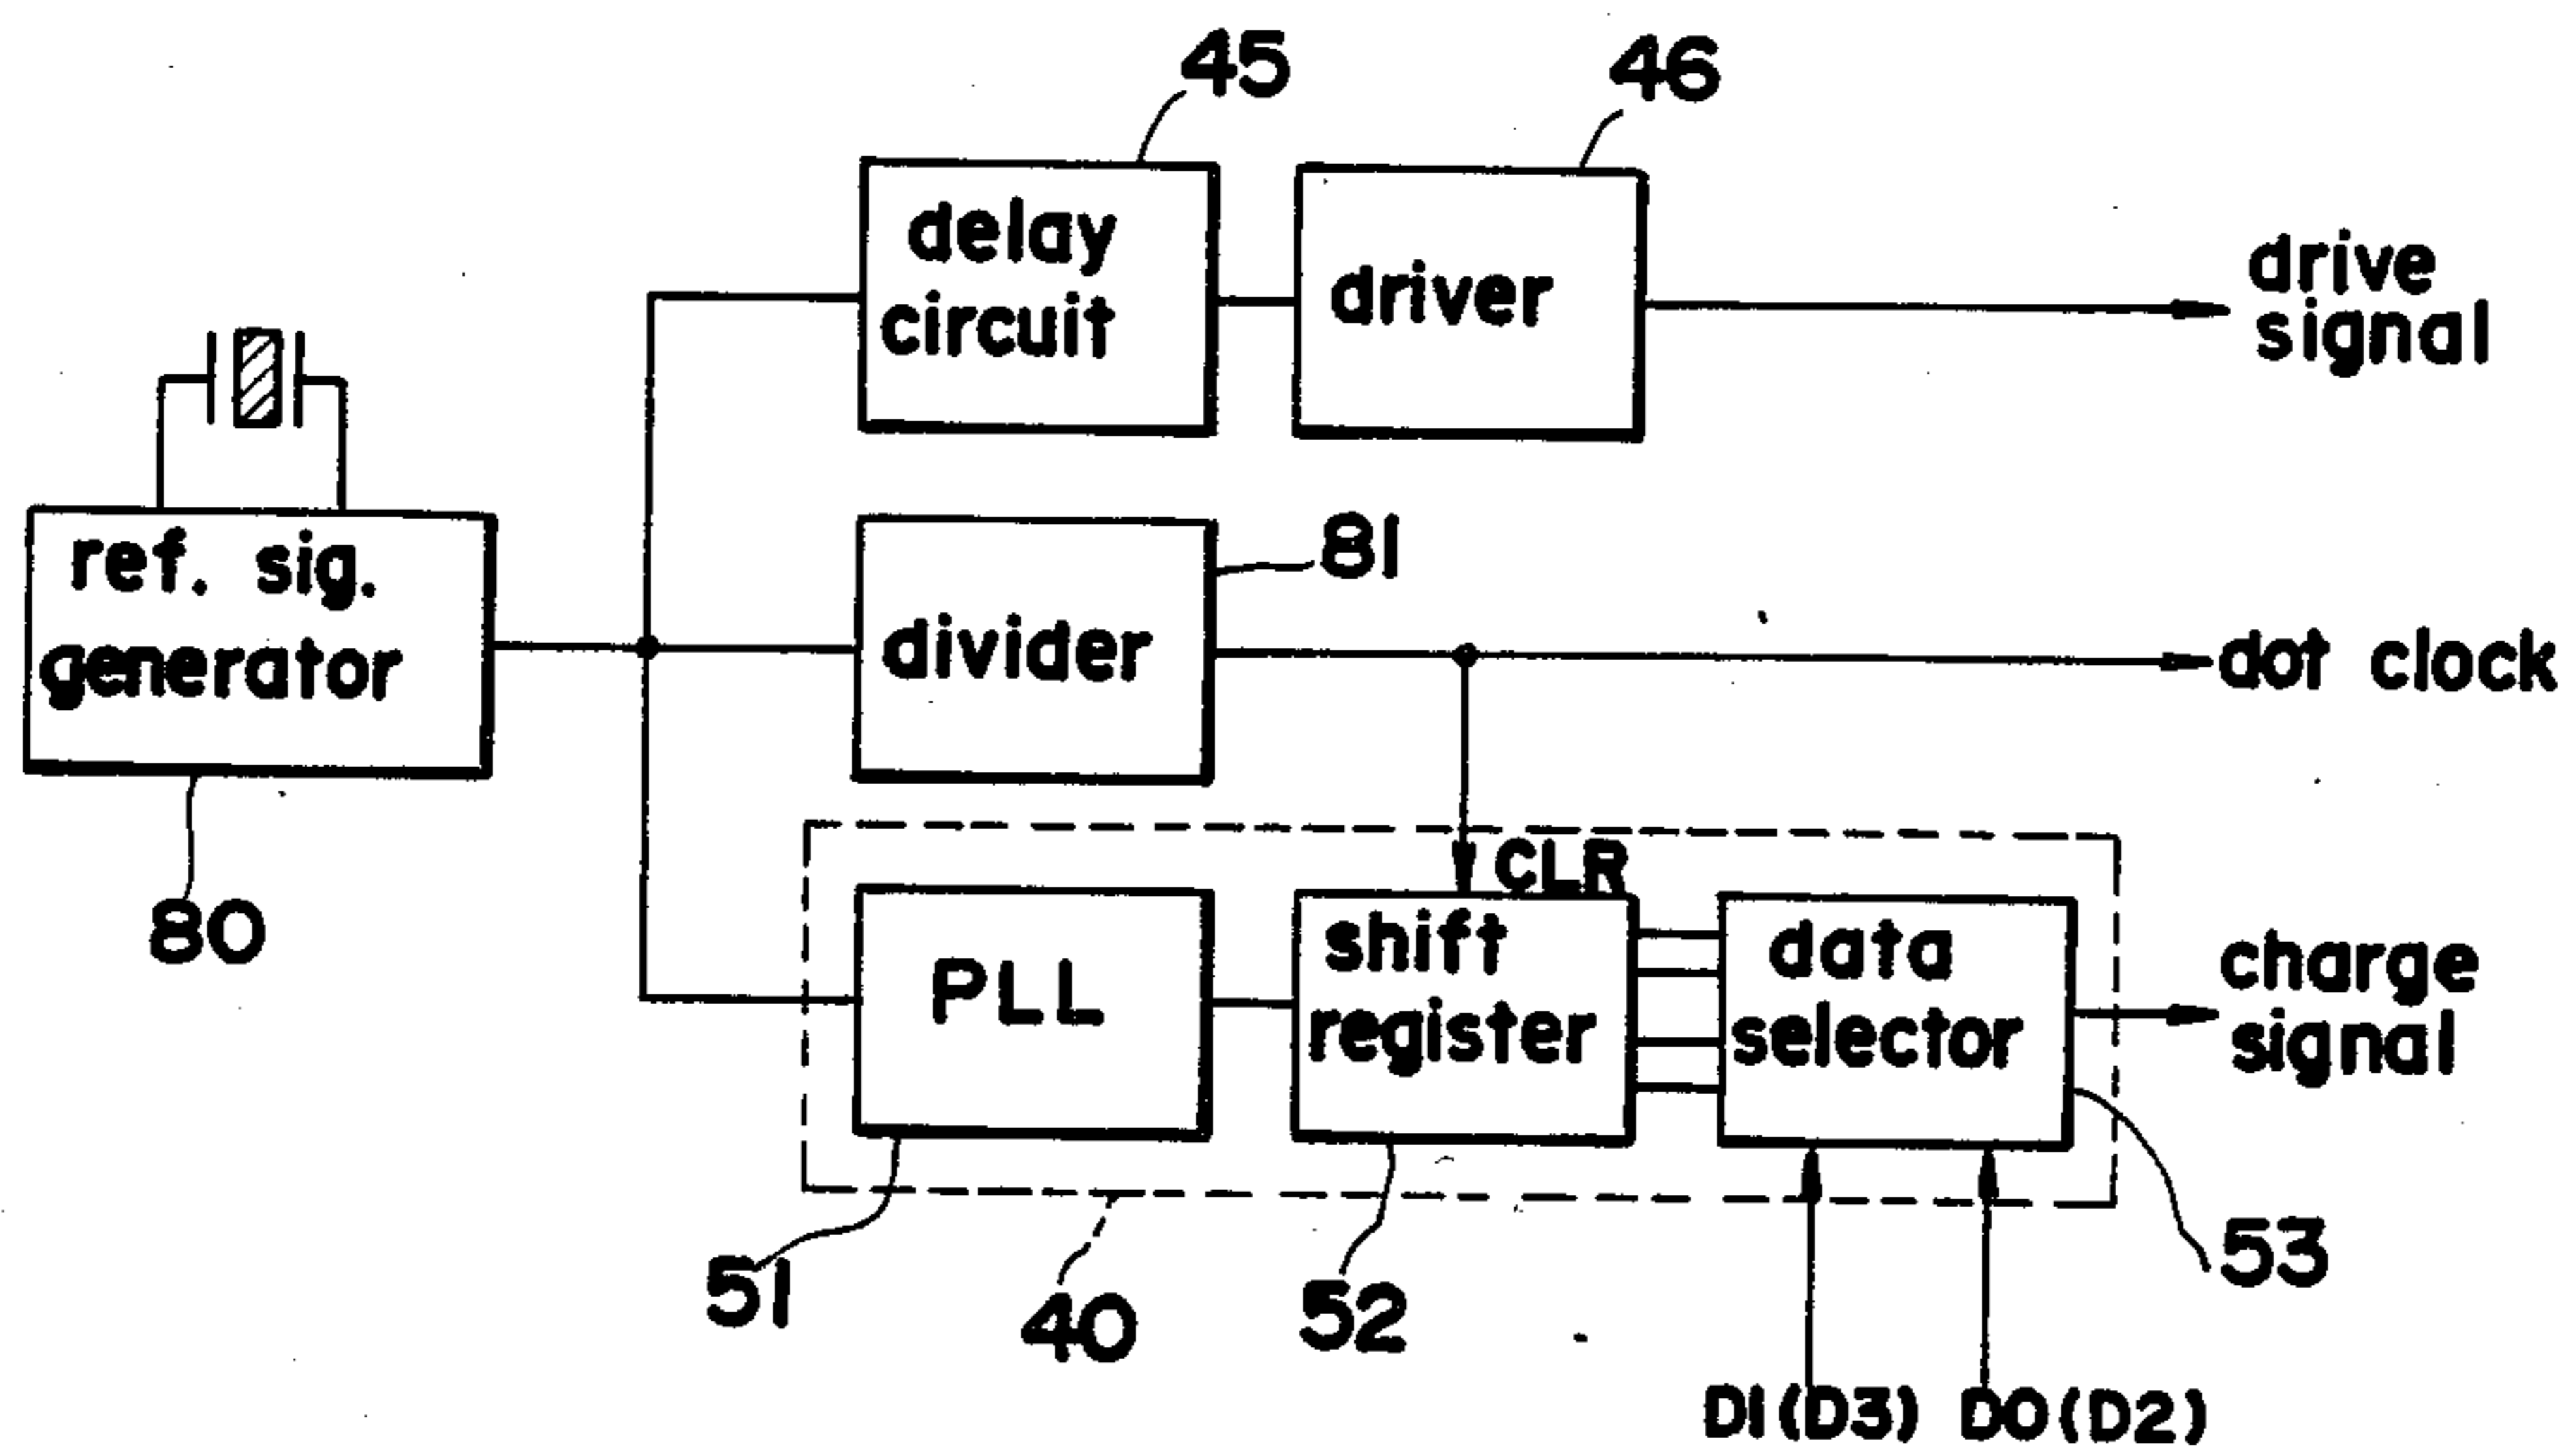 45
46
delay
circuit
driver
drive
signal
ref. sig.
generator
80
81
divider
dot clock
CLR
PLL
shift
register
data
selector
charge
signal
51
40
52
53
D1(D3) D0(D2)